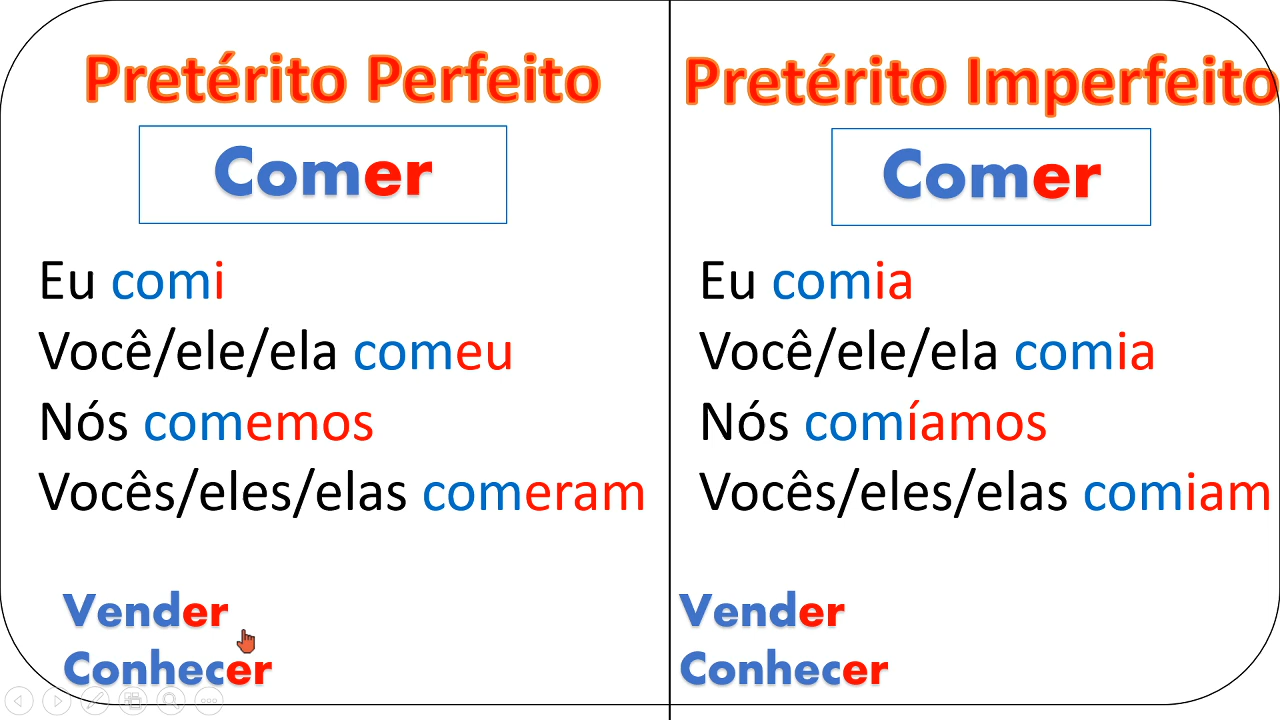 Pretérito Perfeito
Comer
Eu comi
Você/ele/ela comeu
Nós comemos
Vocês/eles/elas comeram
Vender
Conhecer
Pretérito Imperfeito
Comer
Eu comia
Você/ele/ela comia
Nós comíamos
Vocês/eles/elas comiam
Vender
Conhecer